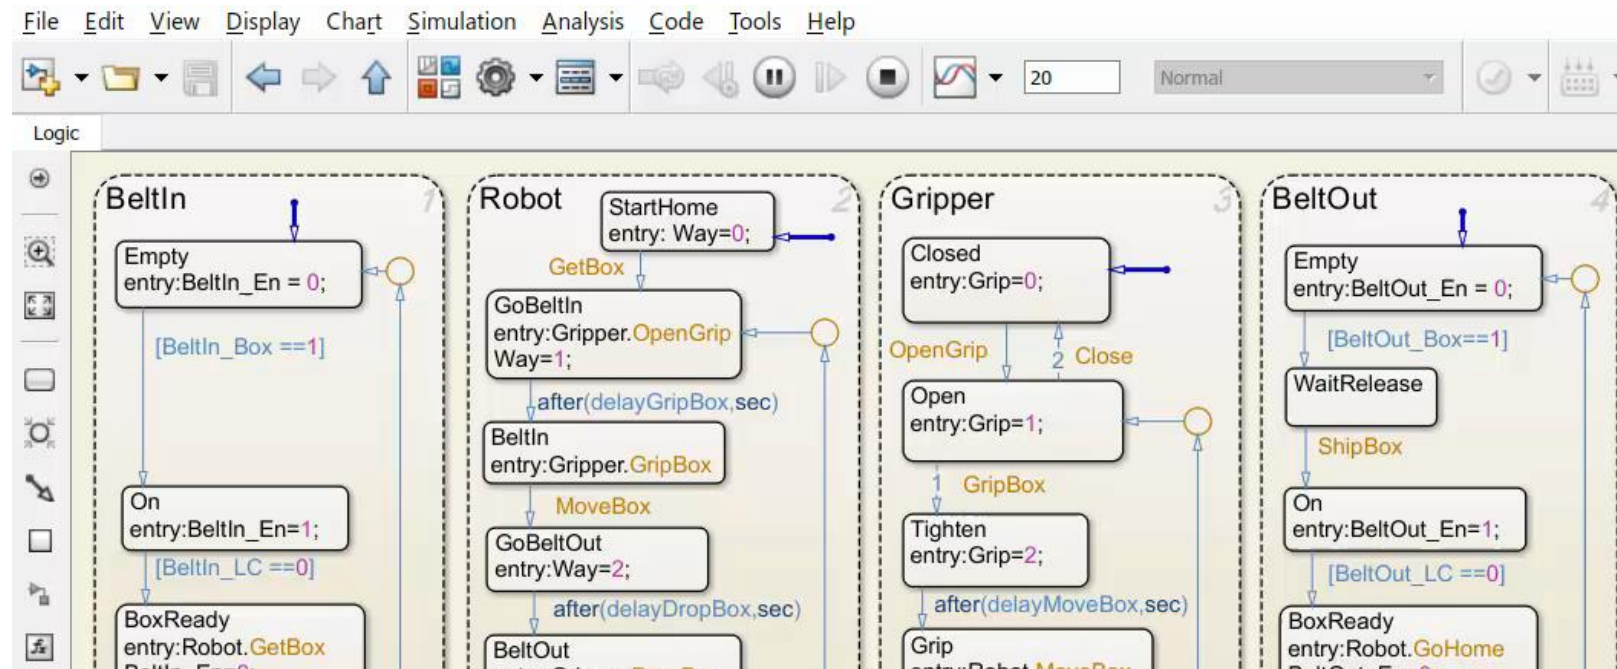 File Edit View Display Chart Simulation Analysis Code Tools Help
20 Normal
Logic
BeltIn 1
Empty
entry:BeltIn_En = 0;
[BeltIn_Box ==1]
On
entry:BeltIn_En=1;
[BeltIn_LC ==0]
BoxReady
entry:Robot.GetBox
Robot 2
StartHome
entry: Way=0;
GetBox
GoBeltIn
entry:Gripper.OpenGrip
Way=1;
after(delayGripBox,sec)
BeltIn
entry:Gripper.GripBox
MoveBox
GoBeltOut
entry:Way=2;
after(delayDropBox,sec)
BeltOut
Gripper 3
Closed
entry:Grip=0;
OpenGrip
2 Close
Open
entry:Grip=1;
1 GripBox
Tighten
entry:Grip=2;
after(delayMoveBox,sec)
Grip
entry:Robot.MoveBox
BeltOut 4
Empty
entry:BeltOut_En = 0;
[BeltOut_Box==1]
WaitRelease
ShipBox
On
entry:BeltOut_En=1;
[BeltOut_LC ==0]
BoxReady
entry:Robot.GoHome